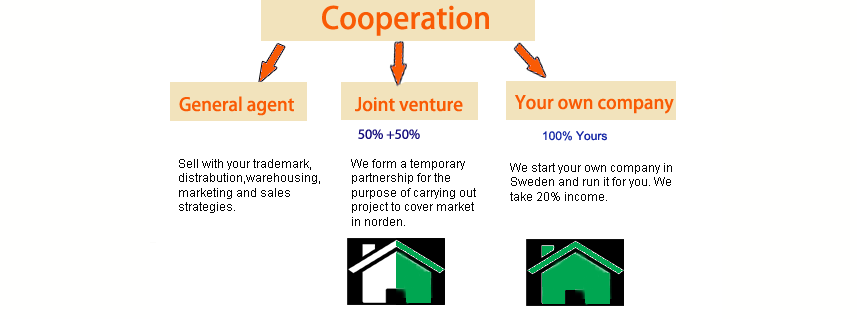 Cooperation
General agent
Sell with your trademark,
distrabution,warehousing,
marketing and sales
strategies.
Joint venture
50% +50%
We form a temporary
partnership for the
purpose of carrying out
project to cover market
in norden.
Your own company
100% Yours
We start your own company in
Sweden and run it for you. We
take 20% income.